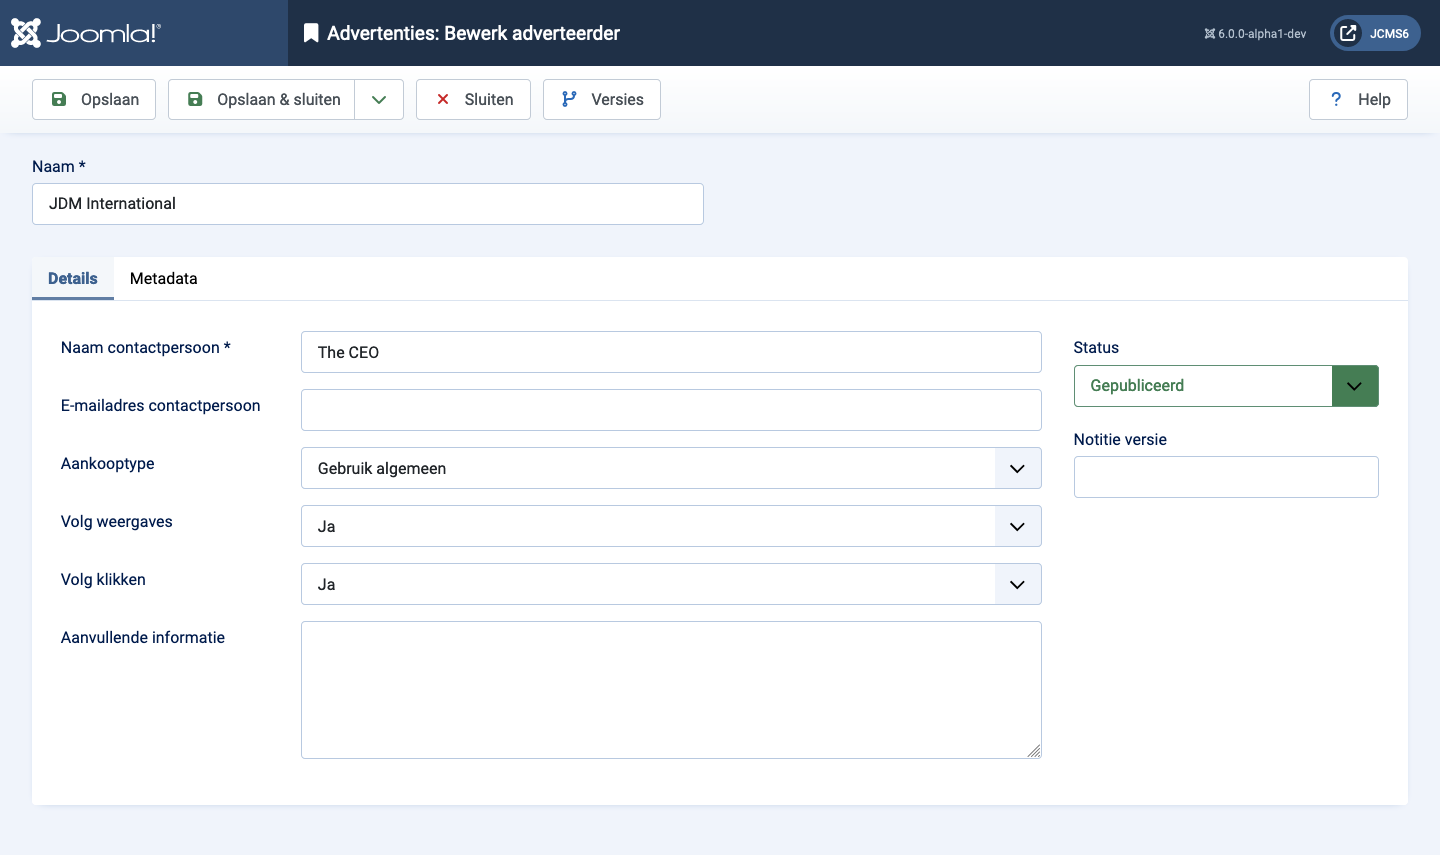 Joomla!®
Advertenties: Bewerk adverteerder
6.0.0-alpha1-dev
JCMS6
Opslaan
Opslaan & sluiten
Sluiten
Versies
? Help
Naam *
JDM International
Details
Metadata
Naam contactpersoon *
The CEO
Status
Gepubliceerd
E-mailadres contactpersoon
Notitie versie
Aankooptype
Gebruik algemeen
Volg weergaves
Ja
Volg klikken
Ja
Aanvullende informatie